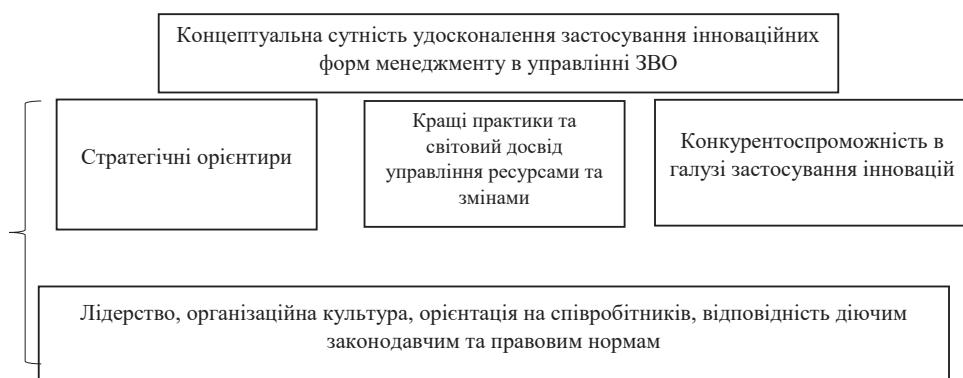 Концептуальна сутність удосконалення застосування інноваційних
форм менеджменту в управлінні ЗВО
Стратегічні орієнтири
Кращі практики та
світовий досвід
управління ресурсами та
змінами
Конкурентоспроможність в
галузі застосування інновацій
Лідерство, організаційна культура, орієнтація на співробітників, відповідність діючим
законодавчим та правовим нормам